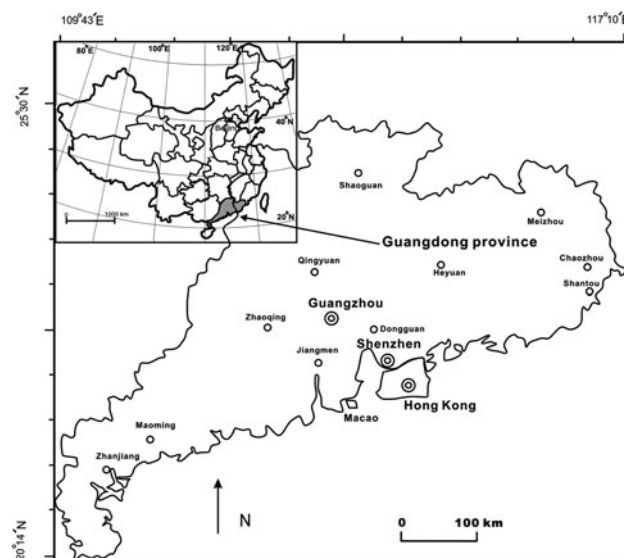 109°43′E
117°10′E
25°30′N
20°14′N
80°E
100°E
120°E
40°N
20°N
Beijing
0 1000 km
Guangdong province
Shaoguan
Meizhou
Qingyuan
Heyuan
Chaozhou
Shantou
Guangzhou
Zhaoqing
Dongguan
Shenzhen
Jiangmen
Hong Kong
Macao
Maoming
Zhanjiang
N
0 100 km